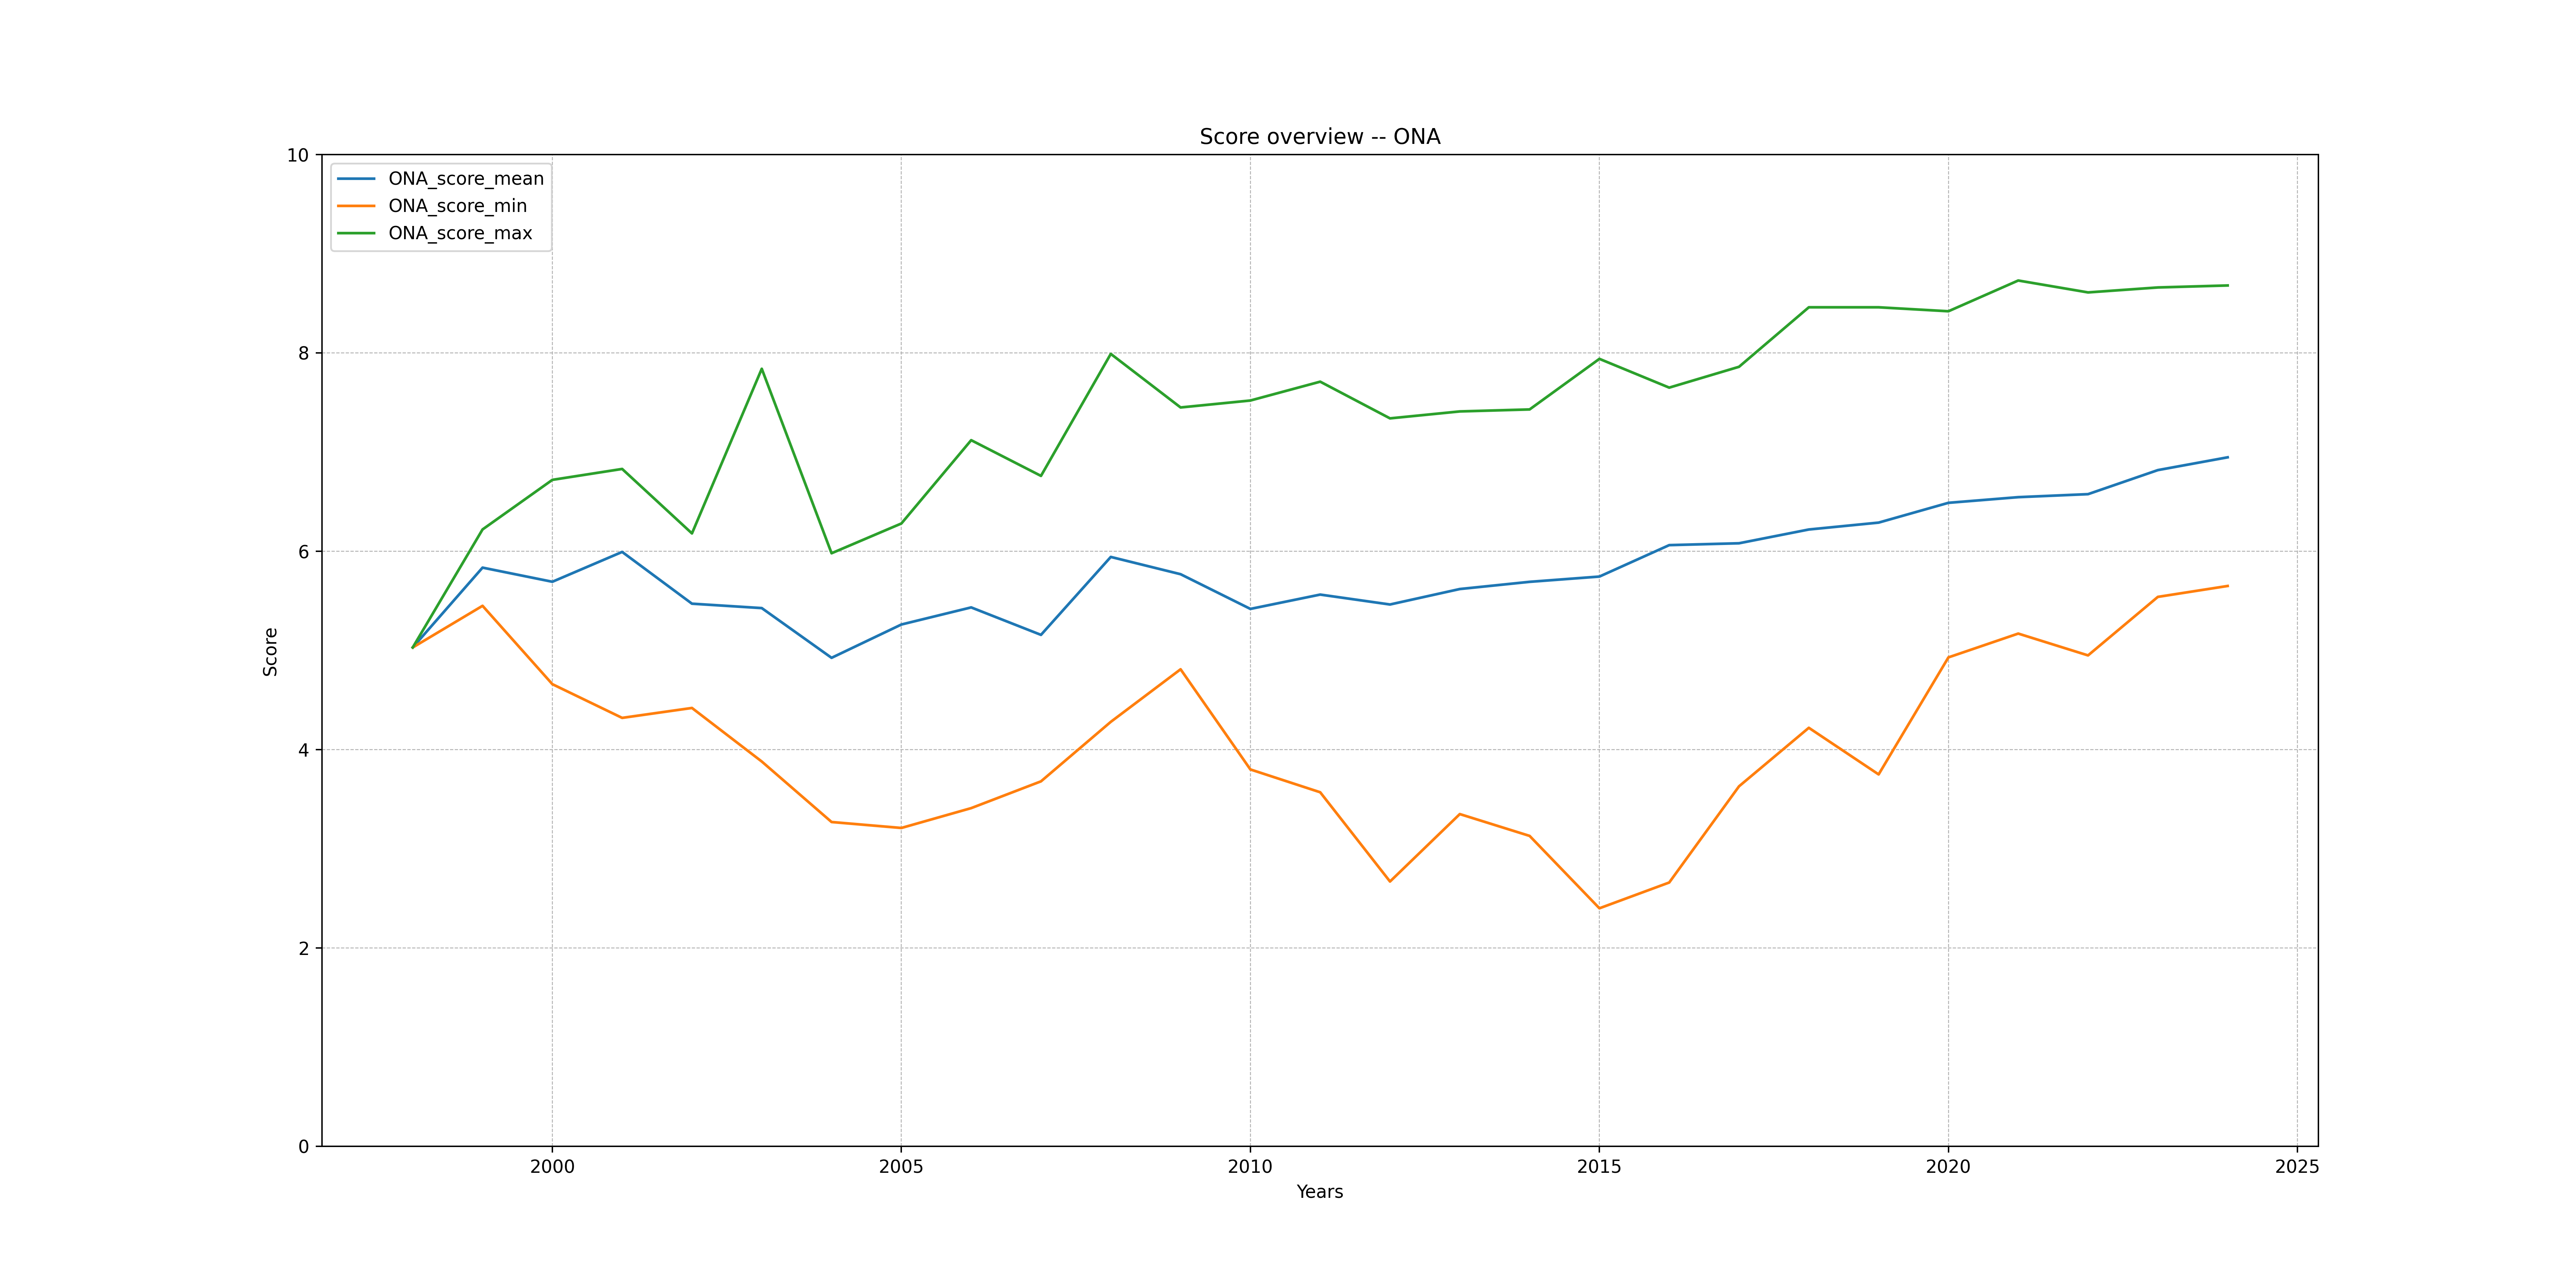 Score overview -- ONA
10
8
6
4
2
0
Score
ONA_score_mean
ONA_score_min
ONA_score_max
2000 2005 2010 2015 2020 2025
Years